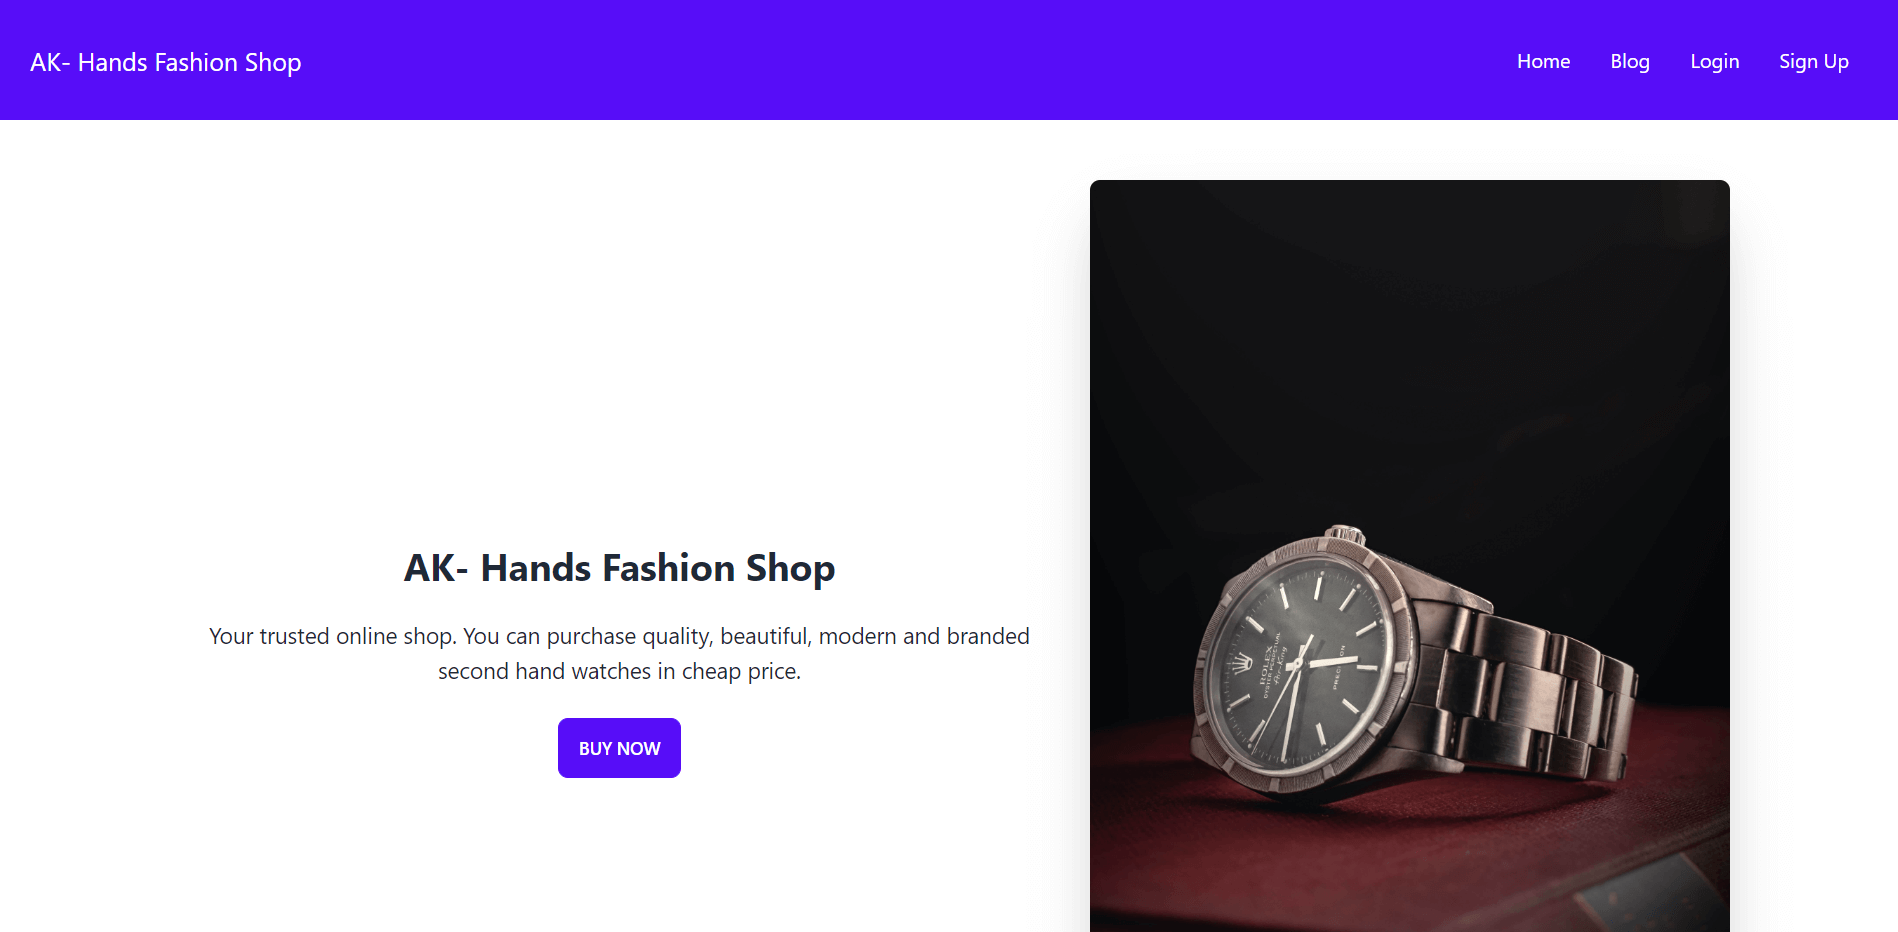 AK- Hands Fashion Shop
Home
Blog
Login
Sign Up
AK- Hands Fashion Shop
Your trusted online shop. You can purchase quality, beautiful, modern and branded
second hand watches in cheap price.
BUY NOW
ROLEX
OYSTER PERPETUAL
Air-King
PRECISION